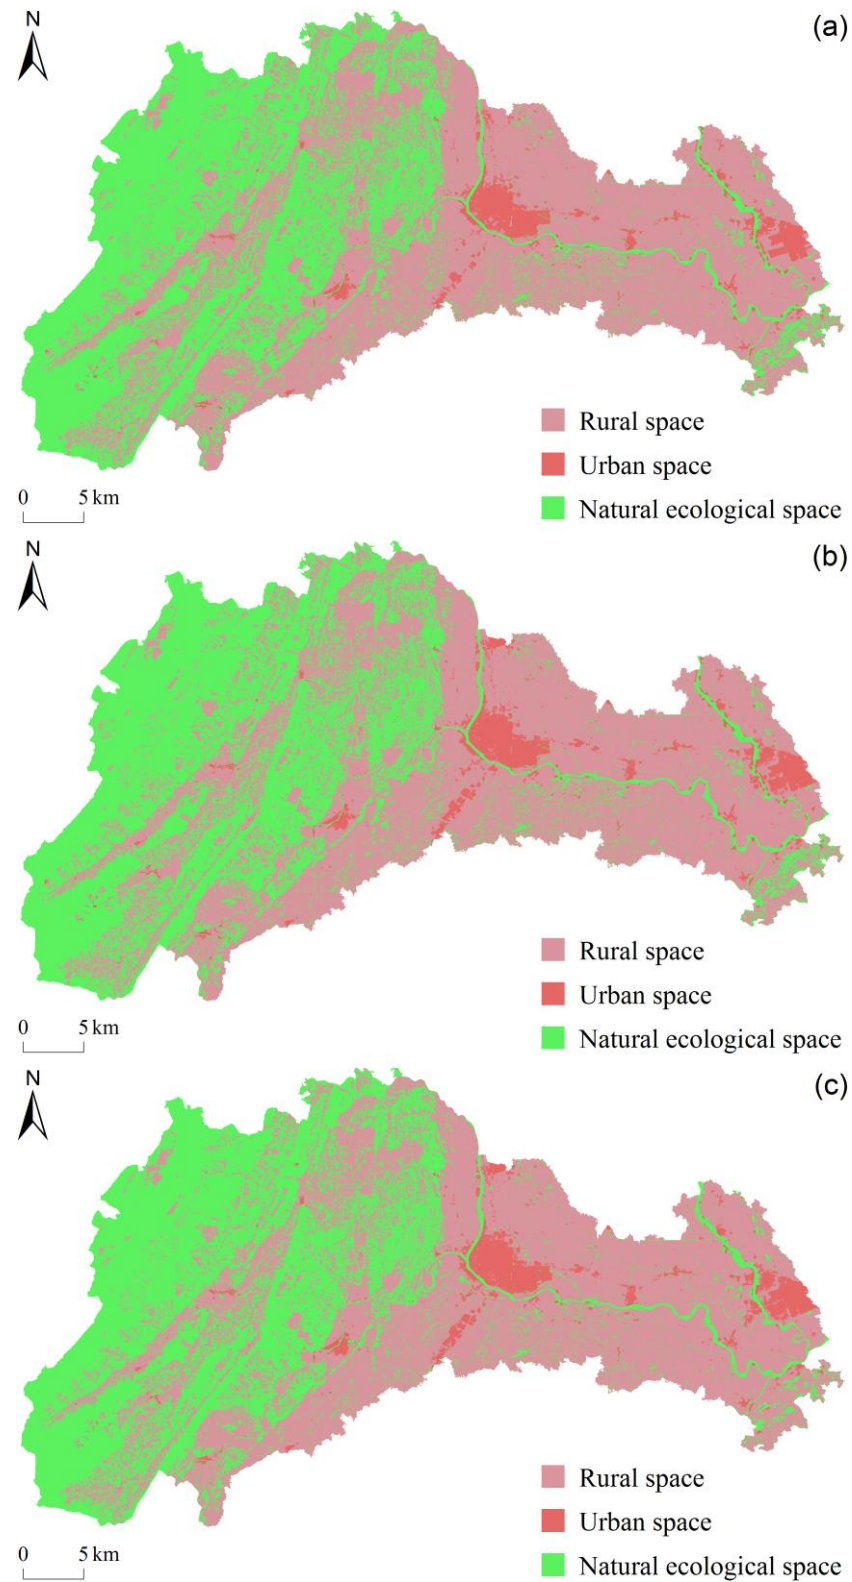 N
(a)
Rural space
Urban space
Natural ecological space
0 5 km
N
(b)
Rural space
Urban space
Natural ecological space
0 5 km
N
(c)
Rural space
Urban space
Natural ecological space
0 5 km